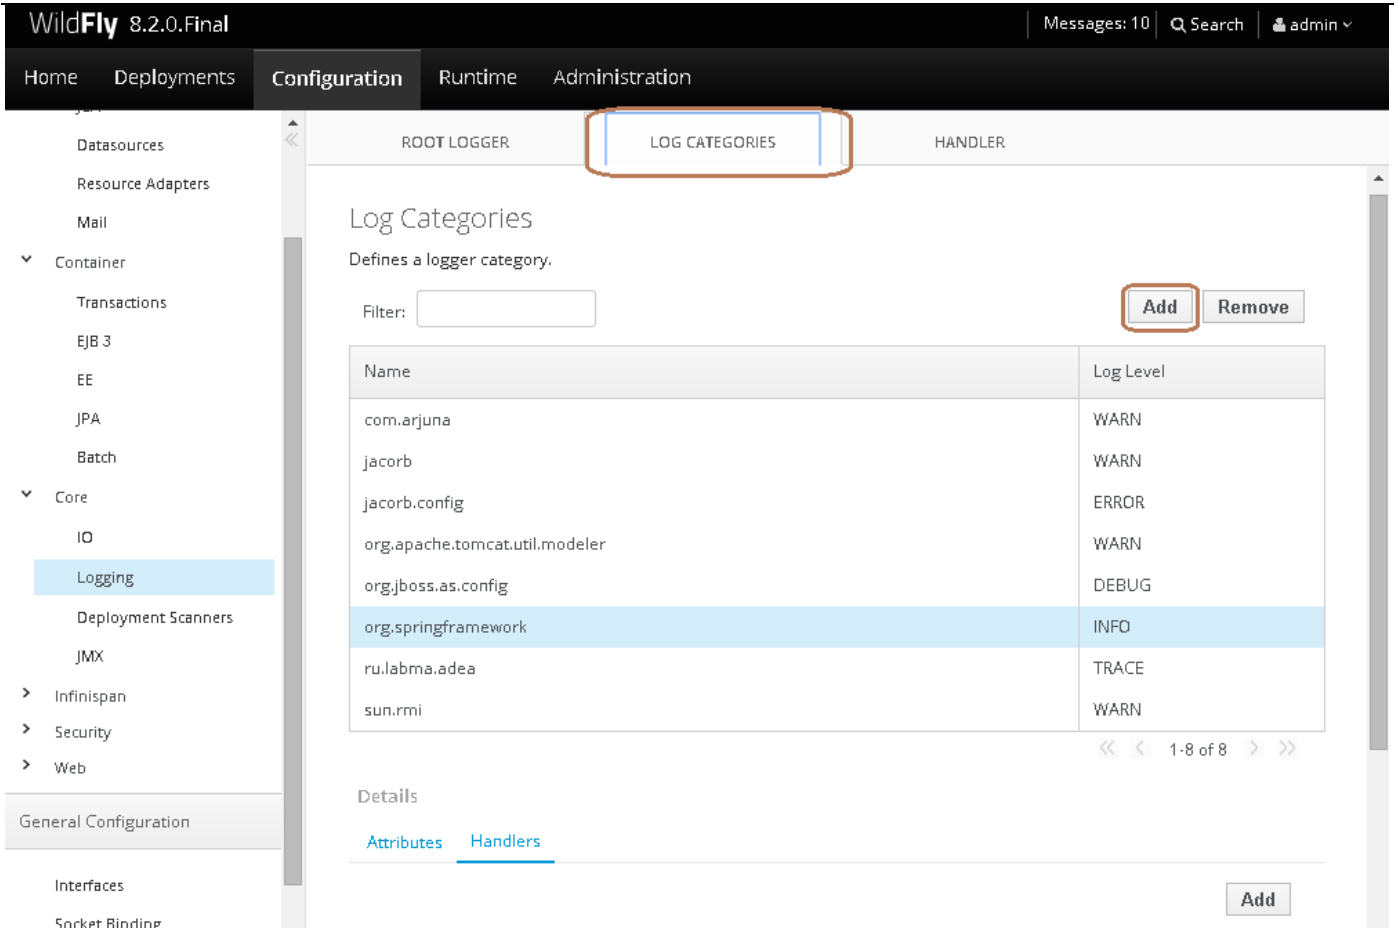 WildFly 8.2.0.Final
Messages: 10 Search admin
Home Deployments Configuration Runtime Administration
Datasources
Resource Adapters
Mail
Container
Transactions
EJB 3
EE
JPA
Batch
Core
IO
Logging
Deployment Scanners
JMX
Infinispan
Security
Web
General Configuration
Interfaces
Socket Binding
ROOT LOGGER LOG CATEGORIES HANDLER
Log Categories
Defines a logger category.
Filter:
Add Remove
Name Log Level
com.arjuna WARN
jacorb WARN
jacorb.config ERROR
org.apache.tomcat.util.modeler WARN
org.jboss.as.config DEBUG
org.springframework INFO
ru.labma.adea TRACE
sun.rmi WARN
1-8 of 8
Details
Attributes Handlers
Add